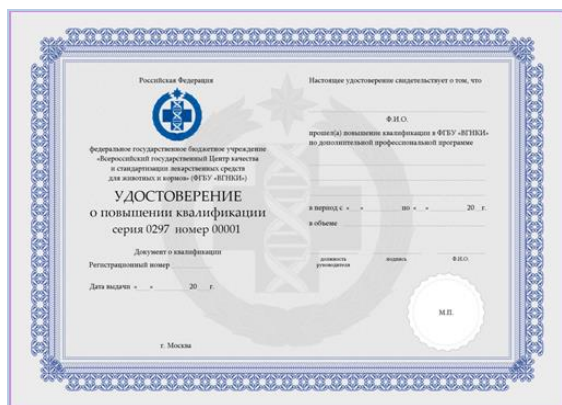 Российская Федерация
федеральное государственное бюджетное учреждение
«Всероссийский государственный Центр качества
и стандартизации лекарственных средств
для животных и кормов» (ФГБУ «ВГНКИ»)
УДОСТОВЕРЕНИЕ
о повышении квалификации
серия 0297 номер 00001
Документ о квалификации
Регистрационный номер
Дата выдачи « » 20 г.
г. Москва
Настоящее удостоверение свидетельствует о том, что
Ф.И.О.
прошел(а) повышение квалификации в ФГБУ «ВГНКИ»
по дополнительной профессиональной программе
в период с « » по « » 20 г.
в объеме
должность подпись Ф.И.О.
руководителя
М.П.